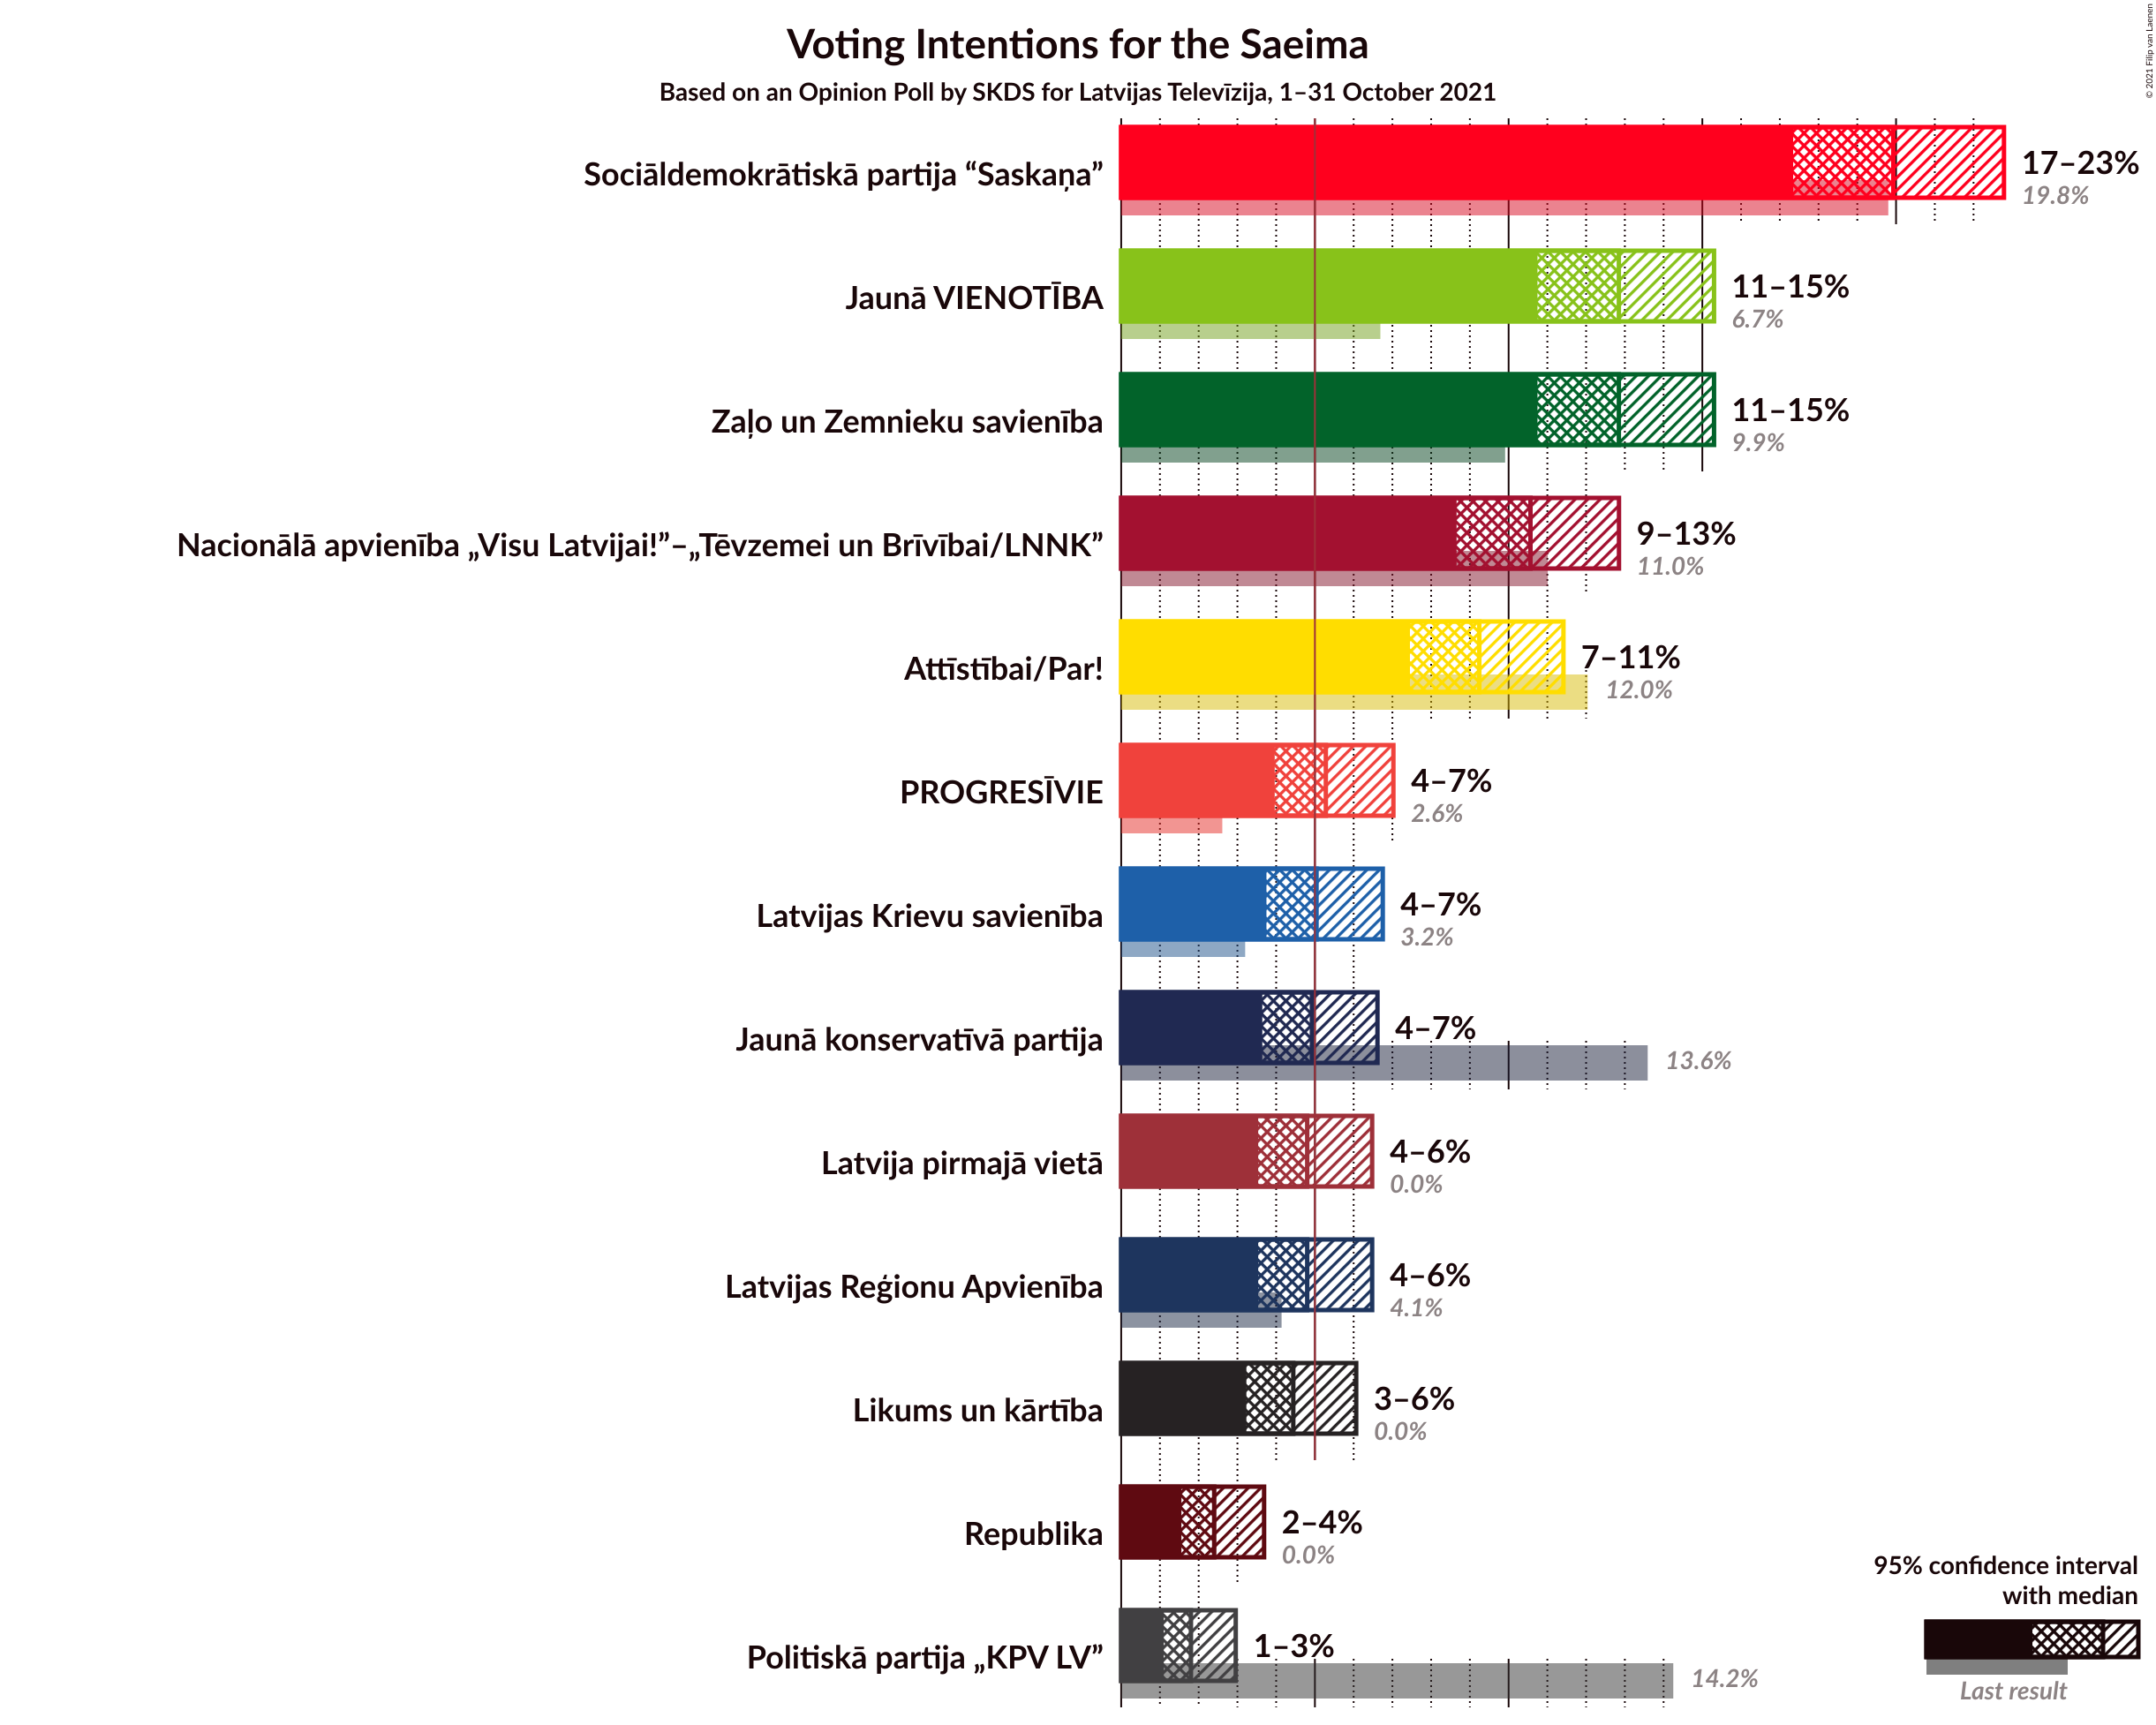 Voting Intentions for the Saeima
Based on an Opinion Poll by SKDS for Latvijas Televīzija, 1–31 October 2021
© 2021 Filip van Laenen
Sociāldemokrātiskā partija “Saskaņa”
17–23%
19.8%
Jaunā VIENOTĪBA
11–15%
6.7%
Zaļo un Zemnieku savienība
11–15%
9.9%
Nacionālā apvienība „Visu Latvijai!”–„Tēvzemei un Brīvībai/LNNK”
9–13%
11.0%
Attīstībai/Par!
7–11%
12.0%
PROGRESĪVIE
4–7%
2.6%
Latvijas Krievu savienība
4–7%
3.2%
Jaunā konservatīvā partija
4–7%
13.6%
Latvija pirmajā vietā
4–6%
0.0%
Latvijas Reģionu Apvienība
4–6%
4.1%
Likums un kārtība
3–6%
0.0%
Republika
2–4%
0.0%
Politiskā partija „KPV LV”
1–3%
14.2%
95% confidence interval
with median
Last result